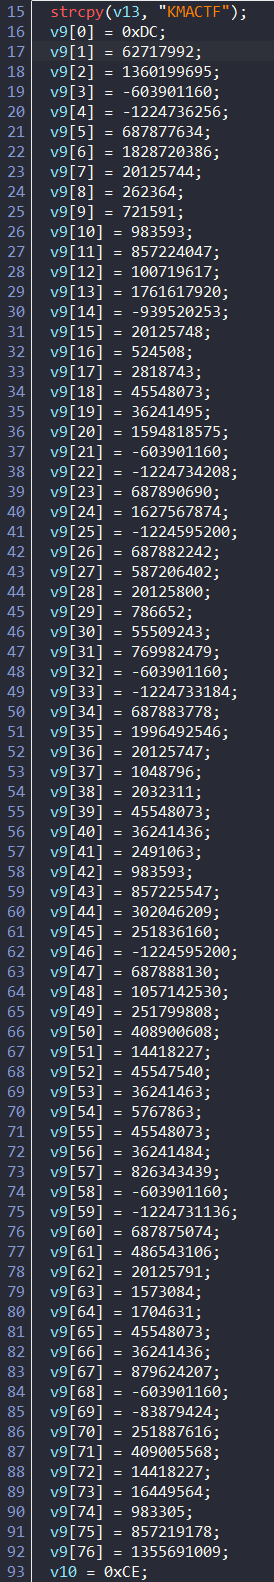 15 strcpy(v13, "KMACTF");
16 v9[0] = 0xDC;
17 v9[1] = 62717992;
18 v9[2] = 1360199695;
19 v9[3] = -603901160;
20 v9[4] = -1224736256;
21 v9[5] = 687877634;
22 v9[6] = 1828720386;
23 v9[7] = 20125744;
24 v9[8] = 262364;
25 v9[9] = 721591;
26 v9[10] = 983593;
27 v9[11] = 857224047;
28 v9[12] = 100719617;
29 v9[13] = 1761617920;
30 v9[14] = -939520253;
31 v9[15] = 20125748;
32 v9[16] = 524508;
33 v9[17] = 2818743;
34 v9[18] = 45548073;
35 v9[19] = 36241495;
36 v9[20] = 1594818575;
37 v9[21] = -603901160;
38 v9[22] = -1224734208;
39 v9[23] = 687890690;
40 v9[24] = 1627567874;
41 v9[25] = -1224595200;
42 v9[26] = 687882242;
43 v9[27] = 587206402;
44 v9[28] = 20125800;
45 v9[29] = 786652;
46 v9[30] = 55509243;
47 v9[31] = 769982479;
48 v9[32] = -603901160;
49 v9[33] = -1224733184;
50 v9[34] = 687883778;
51 v9[35] = 1996492546;
52 v9[36] = 20125747;
53 v9[37] = 1048796;
54 v9[38] = 2032311;
55 v9[39] = 45548073;
56 v9[40] = 36241436;
57 v9[41] = 2491063;
58 v9[42] = 983593;
59 v9[43] = 857225547;
60 v9[44] = 302046209;
61 v9[45] = 251836160;
62 v9[46] = -1224595200;
63 v9[47] = 687888130;
64 v9[48] = 1057142530;
65 v9[49] = 251799808;
66 v9[50] = 408900608;
67 v9[51] = 14418227;
68 v9[52] = 45547540;
69 v9[53] = 36241463;
70 v9[54] = 5767863;
71 v9[55] = 45548073;
72 v9[56] = 36241484;
73 v9[57] = 826343439;
74 v9[58] = -603901160;
75 v9[59] = -1224731136;
76 v9[60] = 687875074;
77 v9[61] = 486543106;
78 v9[62] = 20125791;
79 v9[63] = 1573084;
80 v9[64] = 1704631;
81 v9[65] = 45548073;
82 v9[66] = 36241436;
83 v9[67] = 879624207;
84 v9[68] = -603901160;
85 v9[69] = -83879424;
86 v9[70] = 251887616;
87 v9[71] = 409005568;
88 v9[72] = 14418227;
89 v9[73] = 16449564;
90 v9[74] = 983305;
91 v9[75] = 857219178;
92 v9[76] = 1355691009;
93 v10 = 0xCE;